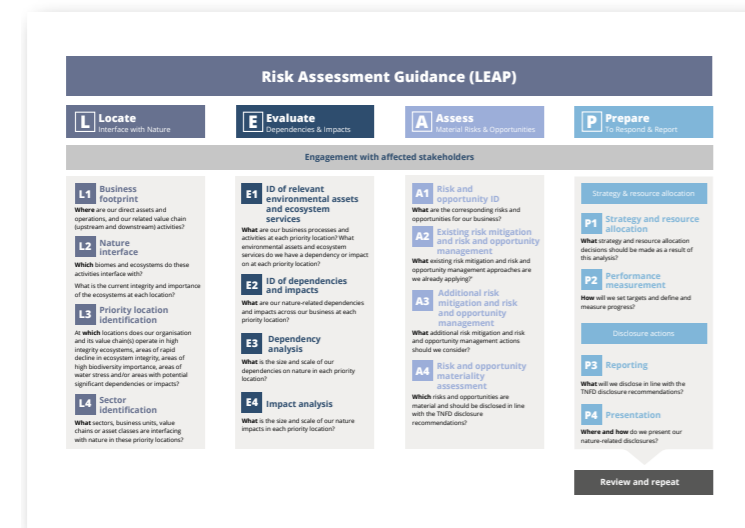 Risk Assessment Guidance (LEAP)
L Locate
Interface with Nature
E Evaluate
Dependencies & Impacts
A Assess
Material Risks & Opportunities
P Prepare
To Respond & Report
Engagement with affected stakeholders
L1 Business
footprint
Where are our direct assets and
operations, and our related value chain
(upstream and downstream) activities?
L2 Nature
interface
Which biomes and ecosystems do these
activities interface with?
What is the current integrity and importance
of the ecosystems at each location?
L3 Priority location
identification
At which locations does our organisation
and its value chain(s) operate in high
integrity ecosystems, areas of rapid
decline in ecosystem integrity, areas of
high biodiversity importance, areas of
water stress and/or areas with potential
significant dependencies or impacts?
L4 Sector
identification
What sectors, business units, value
chains or asset classes are interfacing
with nature in these priority locations?
E1 ID of relevant
environmental assets
and ecosystem
services
What are our business processes and
activities at each priority location? What
environmental assets and ecosystem
services do we have a dependency or impact
on at each priority location?
E2 ID of dependencies
and impacts
What are our nature-related dependencies
and impacts across our business at each
priority location?
E3 Dependency
analysis
What is the size and scale of our
dependencies on nature in each priority
location?
E4 Impact analysis
What is the size and scale of our nature
impacts in each priority location?
A1 Risk and
opportunity ID
What are the corresponding risks and
opportunities for our business?
A2 Existing risk mitigation
and risk and opportunity
management
What existing risk mitigation and risk and
opportunity management approaches are
we already applying?
A3 Additional risk
mitigation and risk
and opportunity
management
What additional risk mitigation and risk
and opportunity management actions
should we consider?
A4 Risk and opportunity
materiality
assessment
Which risks and opportunities are
material and should be disclosed in line
with the TNFD disclosure
recommendations?
Strategy & resource allocation
P1 Strategy and resource
allocation
What strategy and resource allocation
decisions should be made as a result of
this analysis?
P2 Performance
measurement
How will we set targets and define and
measure progress?
Disclosure actions
P3 Reporting
What will we disclose in line with the
TNFD disclosure recommendations?
P4 Presentation
Where and how do we present our
nature-related disclosures?
Review and repeat